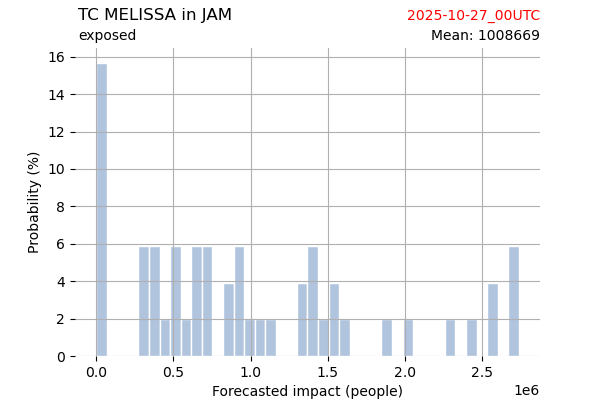 TC MELISSA in JAM
2025-10-27_00UTC
exposed
Mean: 1008669
16
14
12
10
8
6
4
2
0
Probability (%)
0.0
0.5
1.0
1.5
2.0
2.5
1e6
Forecasted impact (people)